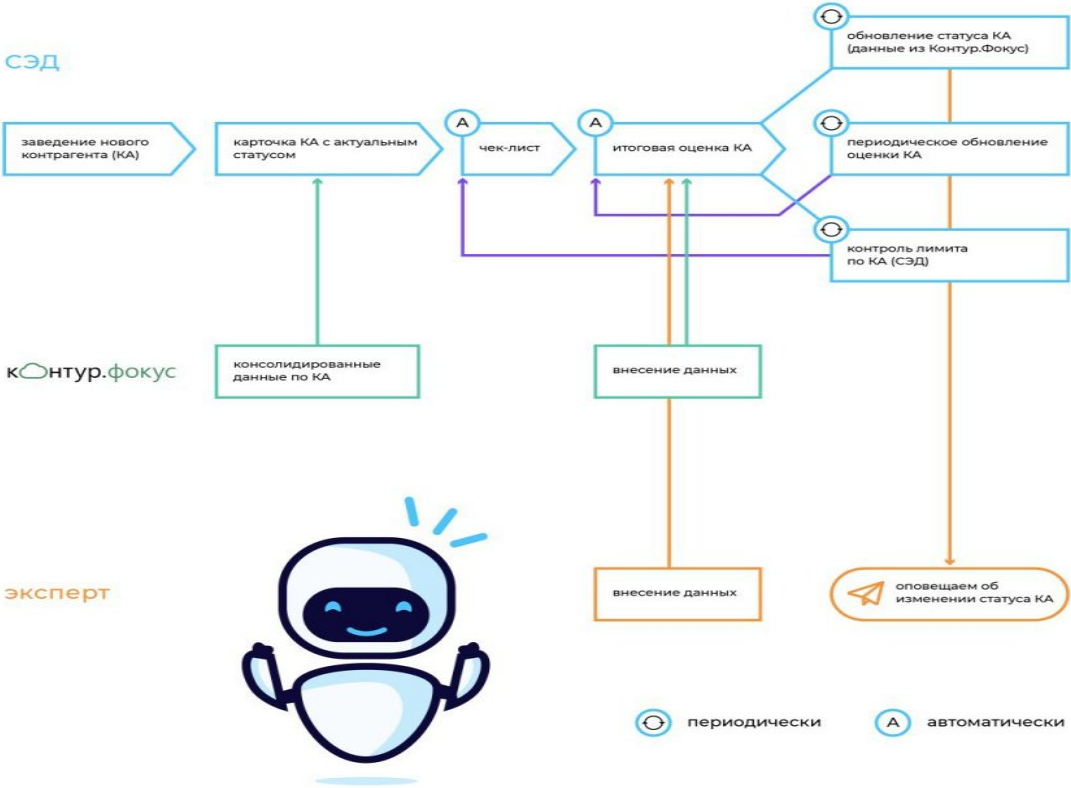 обновление статуса КА
(данные из Контур.Фокус)
СЭД
заведение нового
контрагента (КА)
карточка КА с актуальным
статусом
А
чек-лист
А
итоговая оценка КА
периодическое обновление
оценки КА
контроль лимита
по КА (СЭД)
контур.фокус
консолидированные
данные по КА
внесение данных
эксперт
внесение данных
оповещаем об
изменении статуса КА
периодически
А
автоматически